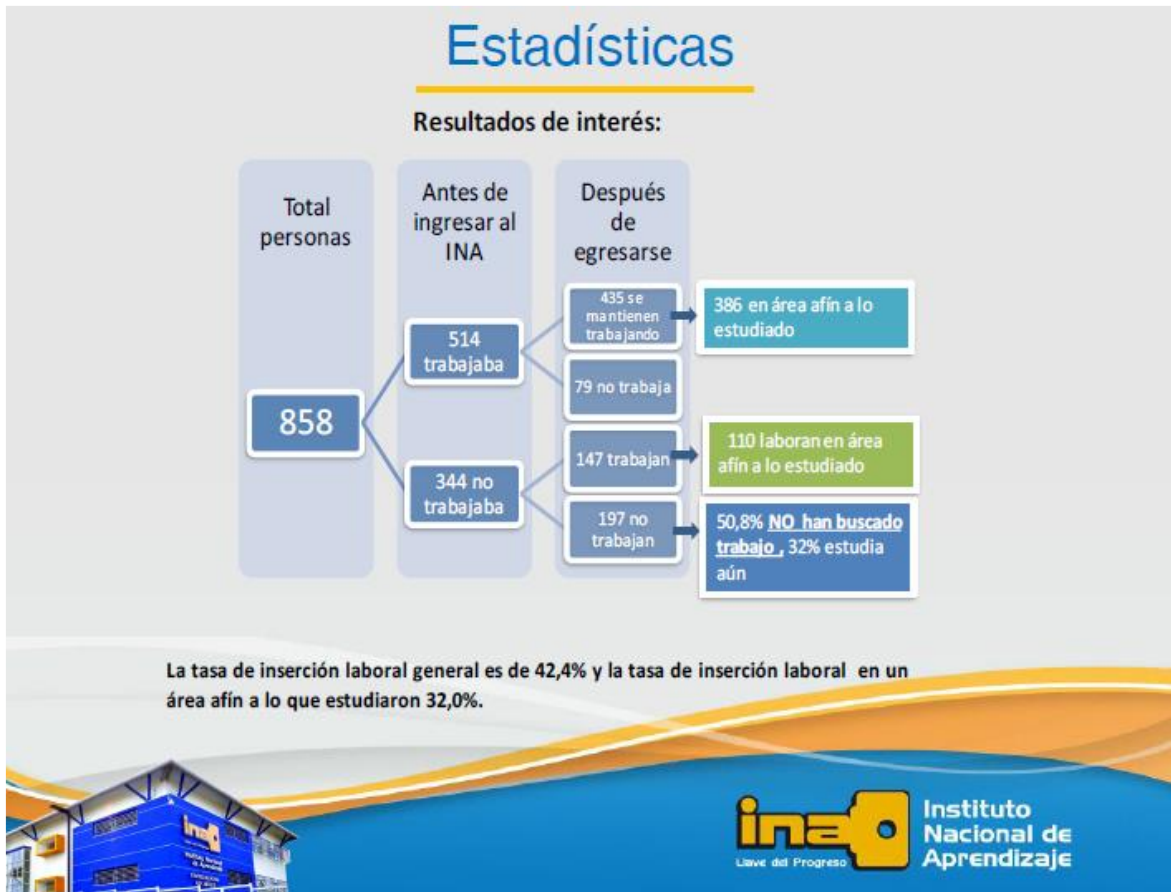 Estadísticas
Resultados de interés:
Total
personas
Antes de
ingresar al
INA
Después
de
egresarse
858
514
trabajaba
344 no
trabajaba
435 se
mantienen
trabajando
79 no trabaja
147 trabajan
197 no
trabajan
386 en área afín a lo
estudiado
110 laboran en área
afín a lo estudiado
50,8% NO han buscado
trabajo , 32% estudia
aún
La tasa de inserción laboral general es de 42,4% y la tasa de inserción laboral en un
área afín a lo que estudiaron 32,0%.
ina
ina
Llave del Progreso
Instituto
Nacional de
Aprendizaje